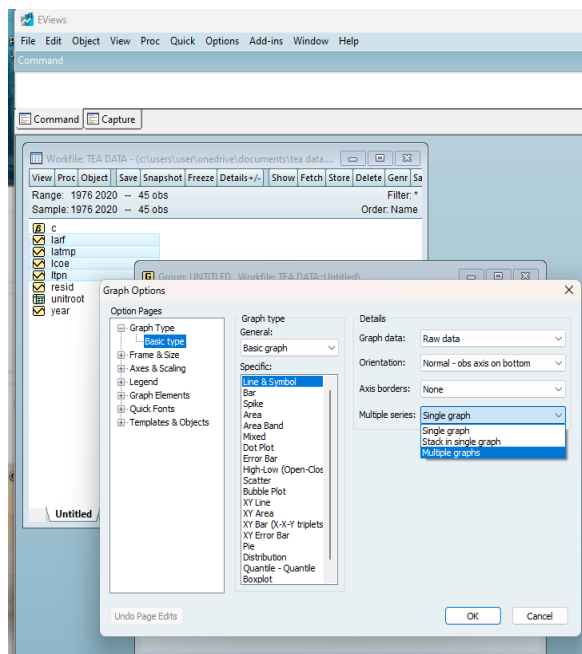 EViews
File Edit Object View Proc Quick Options Add-ins Window Help
Command
Command Capture
Workfile: TEA DATA - (c:\users\user\onedrive\documents\tea data....
View Proc Object Save Snapshot Freeze Details+/- Show Fetch Store Delete Genr Sa
Range: 1976 2020 -- 45 obs Filter: *
Sample: 1976 2020 -- 45 obs Order: Name
c
larf
latmp
lcoe
ltpn
resid
unitroot
year
Untitled
Group: UNTITLED Workfile: TEA DATA::Untitled\
Graph Options
Option Pages
Graph Type
Basic type
Frame & Size
Axes & Scaling
Legend
Graph Elements
Quick Fonts
Templates & Objects
Undo Page Edits
Graph type
General:
Basic graph
Specific:
Line & Symbol
Bar
Spike
Area
Area Band
Mixed
Dot Plot
Error Bar
High-Low (Open-Clos
Scatter
Bubble Plot
XY Line
XY Area
XY Bar (X-X-Y triplets
XY Error Bar
Pie
Distribution
Quantile - Quantile
Boxplot
Details
Graph data: Raw data
Orientation: Normal - obs axis on bottom
Axis borders: None
Multiple series: Single graph
Single graph
Stack in single graph
Multiple graphs
OK Cancel